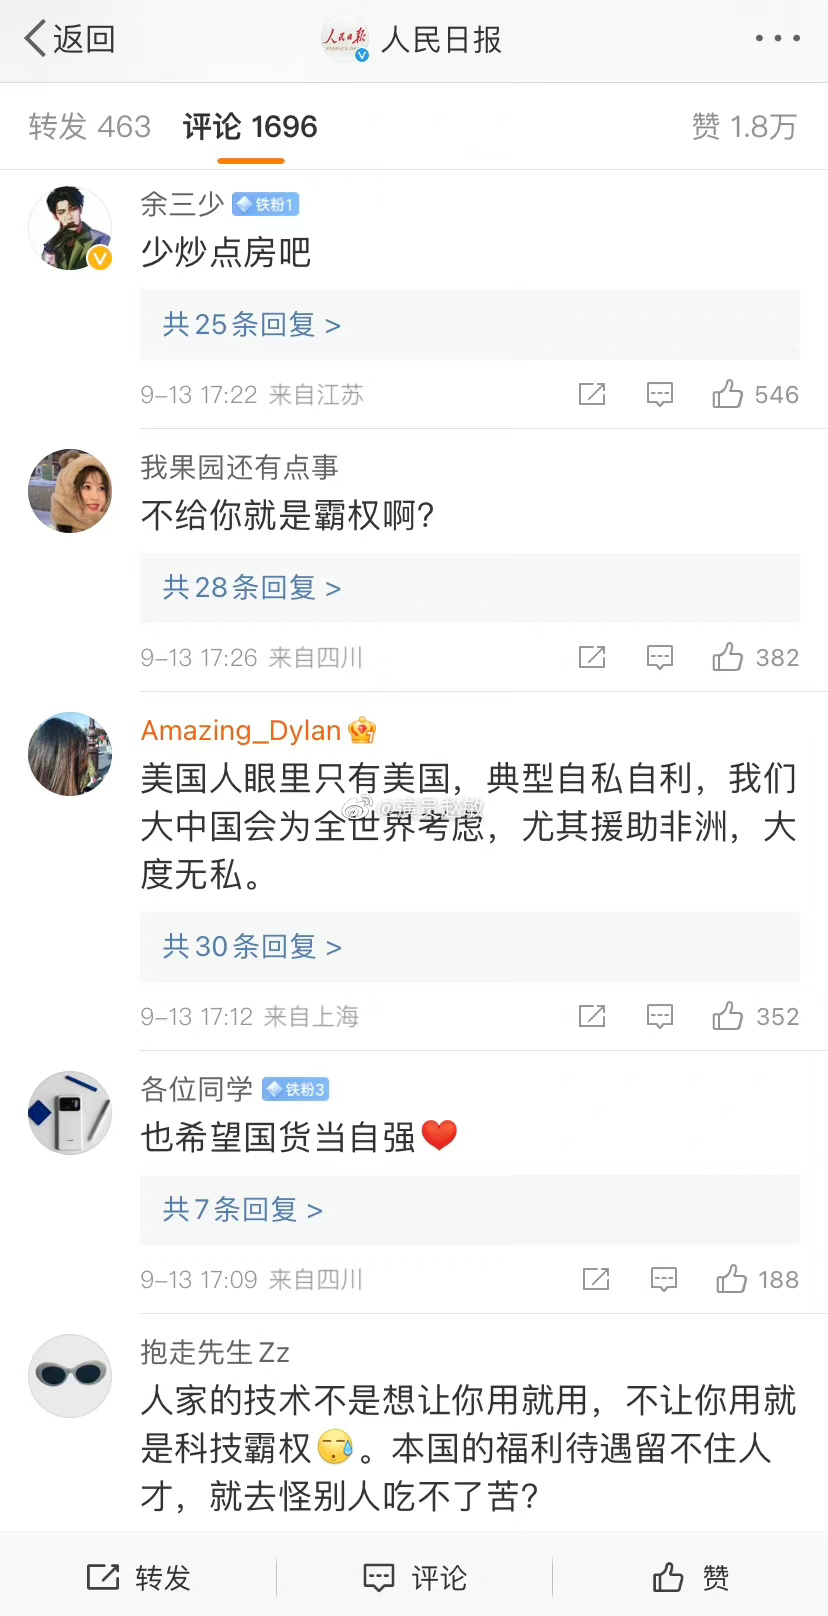 返回
人民日报
PEOPLE'S DAILY
人民日报
转发 463 评论 1696 赞 1.8万
余三少 铁粉1
少炒点房吧
共25条回复 >
9-13 17:22 来自江苏 546
我果园还有点事
不给你就是霸权啊?
共28条回复 >
9-13 17:26 来自四川 382
Amazing_Dylan
美国人眼里只有美国，典型自私自利，我们
@演员赵敏
大中国会为全世界考虑，尤其援助非洲，大
度无私。
共30条回复 >
9-13 17:12 来自上海 352
各位同学 铁粉3
也希望国货当自强❤️
共7条回复 >
9-13 17:09 来自四川 188
抱走先生Zz
人家的技术不是想让你用就用，不让你用就
是科技霸权😓。本国的福利待遇留不住人
才，就去怪别人吃不了苦?
转发 评论 赞